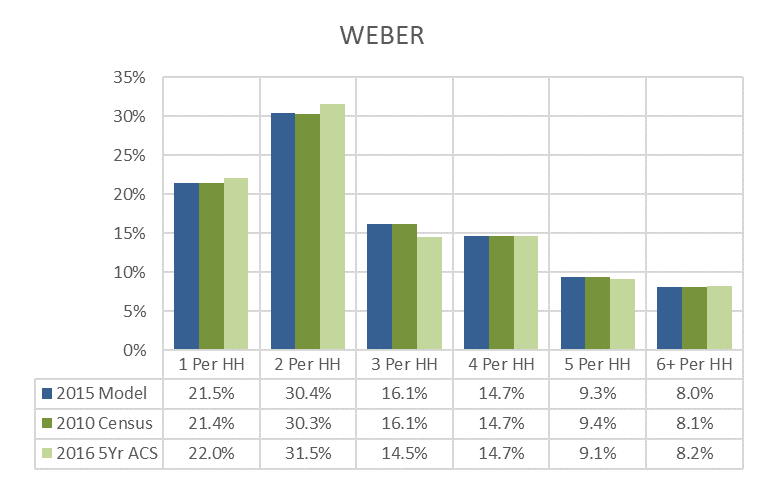 WEBER
35%
30%
25%
20%
15%
10%
5%
0%
1 Per HH 2 Per HH 3 Per HH 4 Per HH 5 Per HH 6+ Per HH
2015 Model 21.5% 30.4% 16.1% 14.7% 9.3% 8.0%
2010 Census 21.4% 30.3% 16.1% 14.7% 9.4% 8.1%
2016 5Yr ACS 22.0% 31.5% 14.5% 14.7% 9.1% 8.2%